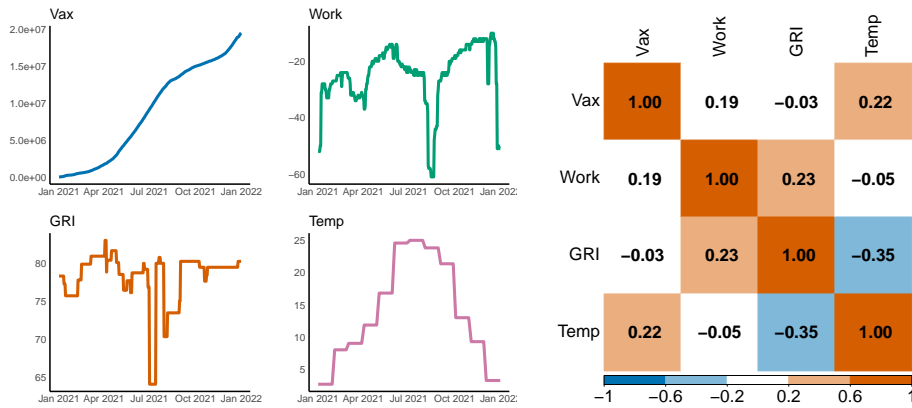 Vax
2.0e+07
1.5e+07
1.0e+07
5.0e+06
0.0e+00
Jan 2021 Apr 2021 Jul 2021 Oct 2021 Jan 2022
Work
−20
−40
−60
Jan 2021 Apr 2021 Jul 2021 Oct 2021 Jan 2022
GRI
80
75
70
65
Jan 2021 Apr 2021 Jul 2021 Oct 2021 Jan 2022
Temp
25
20
15
10
5
Jan 2021 Apr 2021 Jul 2021 Oct 2021 Jan 2022
Vax Work GRI Temp
Vax 1.00 0.19 −0.03 0.22
Work 0.19 1.00 0.23 −0.05
GRI −0.03 0.23 1.00 −0.35
Temp 0.22 −0.05 −0.35 1.00
−1 −0.6 −0.2 0.2 0.6 1